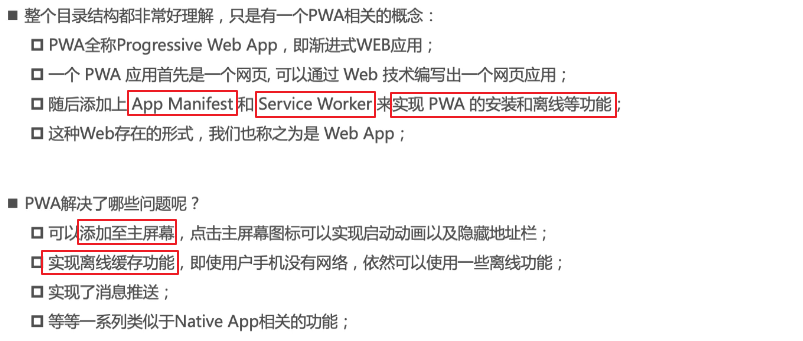 整个目录结构都非常好理解，只是有一个PWA相关的概念：
PWA全称Progressive Web App，即渐进式WEB应用；
一个 PWA 应用首先是一个网页, 可以通过 Web 技术编写出一个网页应用；
随后添加上 App Manifest 和 Service Worker 来实现 PWA 的安装和离线等功能；
这种Web存在的形式，我们也称之为是 Web App；
PWA解决了哪些问题呢？
可以添加至主屏幕，点击主屏幕图标可以实现启动动画以及隐藏地址栏；
实现离线缓存功能，即使用户手机没有网络，依然可以使用一些离线功能；
实现了消息推送；
等等一系列类似于Native App相关的功能；